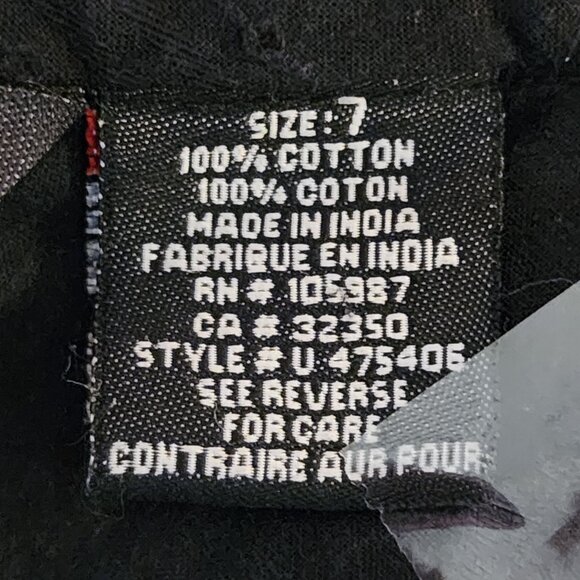 SIZE: 7
100% COTTON
100% COTON
MADE IN INDIA
FABRIQUE EN INDIA
RN # 105987
CA # 32350
STYLE # U 475406
SEE REVERSE
FOR CARE
CONTRAIRE AUR POUR